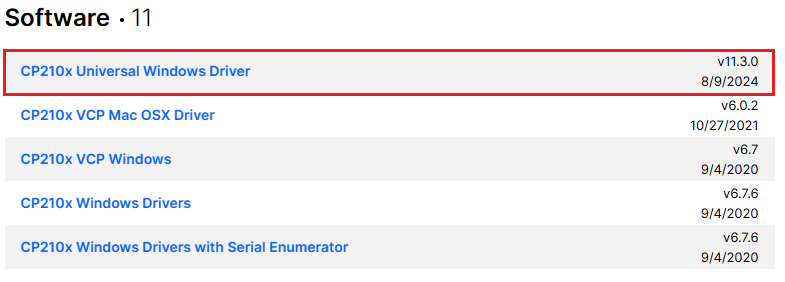 Software • 11
CP210x Universal Windows Driver
v11.3.0
8/9/2024
CP210x VCP Mac OSX Driver
v6.0.2
10/27/2021
CP210x VCP Windows
v6.7
9/4/2020
CP210x Windows Drivers
v6.7.6
9/4/2020
CP210x Windows Drivers with Serial Enumerator
v6.7.6
9/4/2020